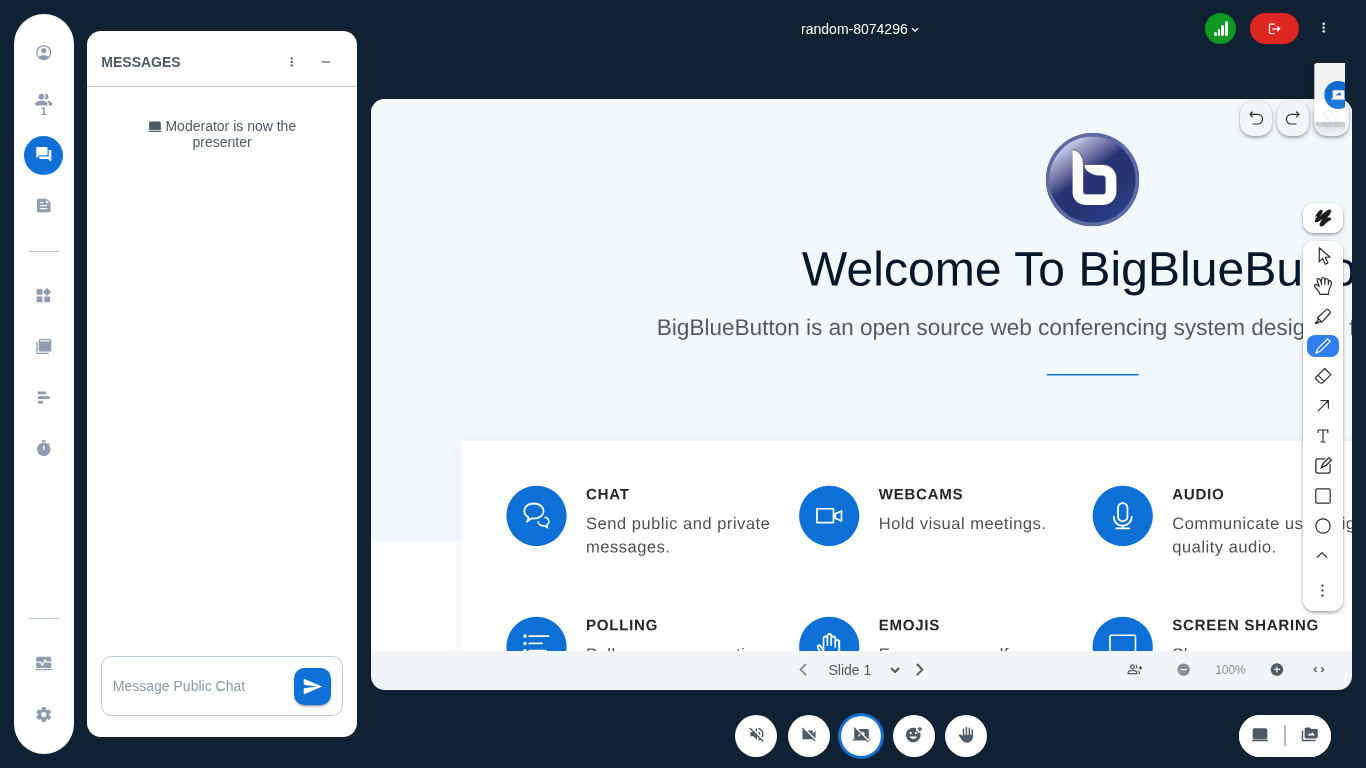 random-8074296
1
MESSAGES
Moderator is now the
presenter
Message Public Chat
Welcome To BigBlueBu
BigBlueButton is an open source web conferencing system desig
CHAT
Send public and private
messages.
WEBCAMS
Hold visual meetings.
AUDIO
Communicate us
quality audio.
POLLING
EMOJIS
SCREEN SHARING
Slide 1
100%